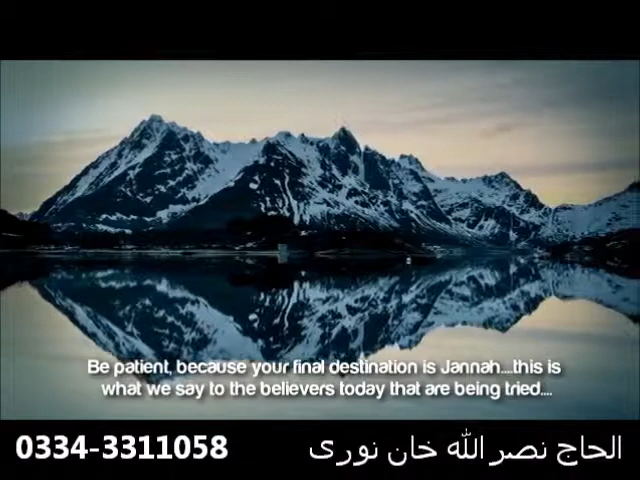 Be patient, because your final destination is Jannah....this is
what we say to the believers today that are being tried....
0334-3311058
الحاج نصر الله خان نوری